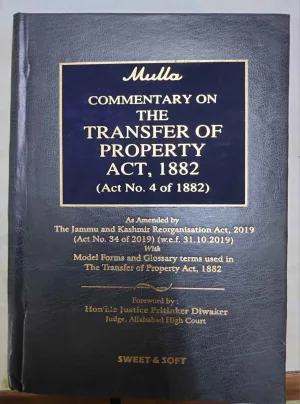 Mulla
COMMENTARY ON
THE
TRANSFER OF
PROPERTY
ACT, 1882
(Act No. 4 of 1882)
As Amended by
The Jammu and Kashmir Reorganisation Act, 2019
(Act No. 34 of 2019) (w.e.f. 31.10.2019)
With
Model Forms and Glossary terms used in
The Transfer of Property Act, 1882
Foreword by :
Hon'ble Justice Pritinker Diwaker
Judge, Allahabad High Court
SWEET & SOFT